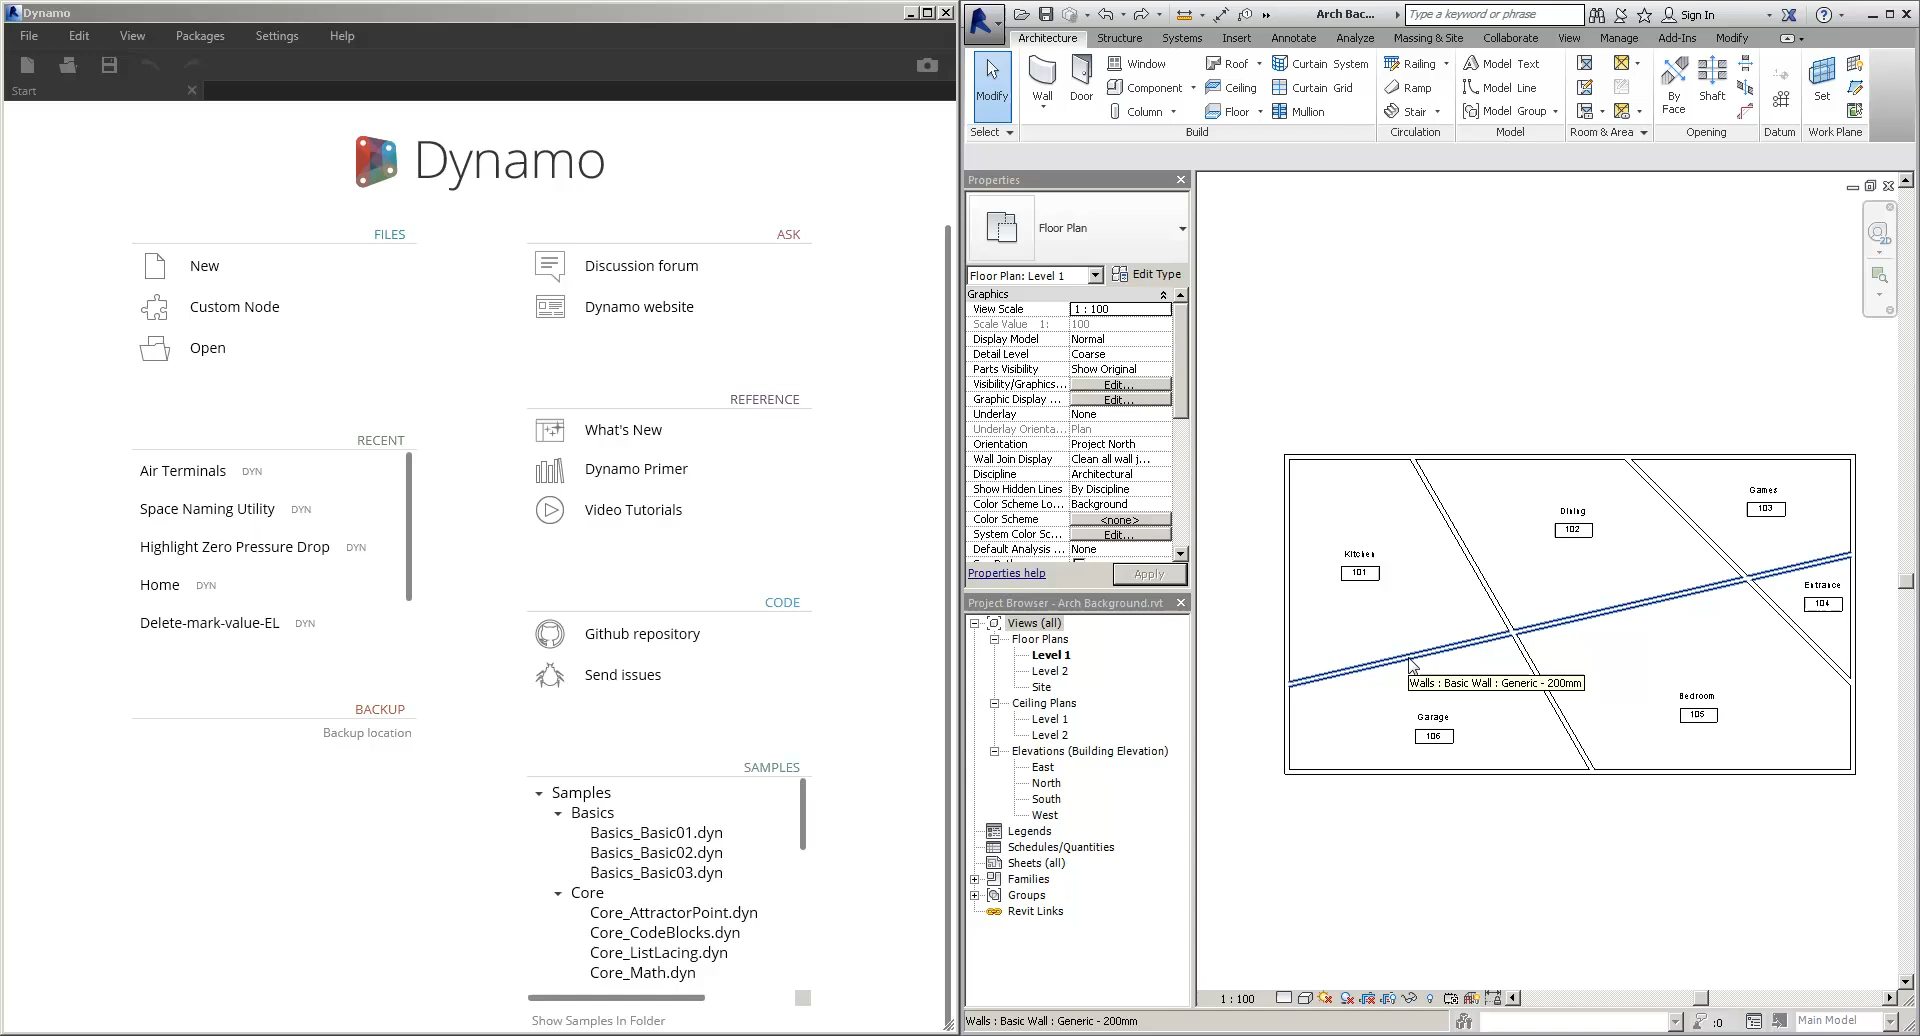 Dynamo
File Edit View Packages Settings Help
Start
Dynamo
FILES
New
Custom Node
Open
RECENT
Air Terminals DYN
Space Naming Utility DYN
Highlight Zero Pressure Drop DYN
Home DYN
Delete-mark-value-EL DYN
BACKUP
Backup location
ASK
Discussion forum
Dynamo website
REFERENCE
What's New
Dynamo Primer
Video Tutorials
CODE
Github repository
Send issues
SAMPLES
Samples
Basics
Basics_Basic01.dyn
Basics_Basic02.dyn
Basics_Basic03.dyn
Core
Core_AttractorPoint.dyn
Core_CodeBlocks.dyn
Core_ListLacing.dyn
Core_Math.dyn
Show Samples In Folder
Arch Bac... Type a keyword or phrase Sign In
Architecture Structure Systems Insert Annotate Analyze Massing & Site Collaborate View Manage Add-Ins Modify
Modify Wall Door Window Component Column Roof Ceiling Floor Curtain System Curtain Grid Mullion Railing Ramp Stair Model Text Model Line Model Group By Face Shaft Set
Select Build Circulation Model Room & Area Opening Datum Work Plane
Properties
Floor Plan
Floor Plan: Level 1 Edit Type
Graphics
View Scale 1 : 100
Scale Value 1: 100
Display Model Normal
Detail Level Coarse
Parts Visibility Show Original
Visibility/Graphics... Edit...
Graphic Display ... Edit...
Underlay None
Underlay Orienta... Plan
Orientation Project North
Wall Join Display Clean all wall j...
Discipline Architectural
Show Hidden Lines By Discipline
Color Scheme Lo... Background
Color Scheme <none>
System Color Sc... Edit...
Default Analysis ... None
Properties help Apply
Project Browser - Arch Background.rvt
Views (all)
Floor Plans
Level 1
Level 2
Site
Ceiling Plans
Level 1
Level 2
Elevations (Building Elevation)
East
North
South
West
Legends
Schedules/Quantities
Sheets (all)
Families
Groups
Revit Links
2D
Games
103
Dining
102
Kitchen
101
Entrance
104
Walls : Basic Wall : Generic - 200mm
Bedroom
105
Garage
106
1 : 100
Walls : Basic Wall : Generic - 200mm :0 Main Model